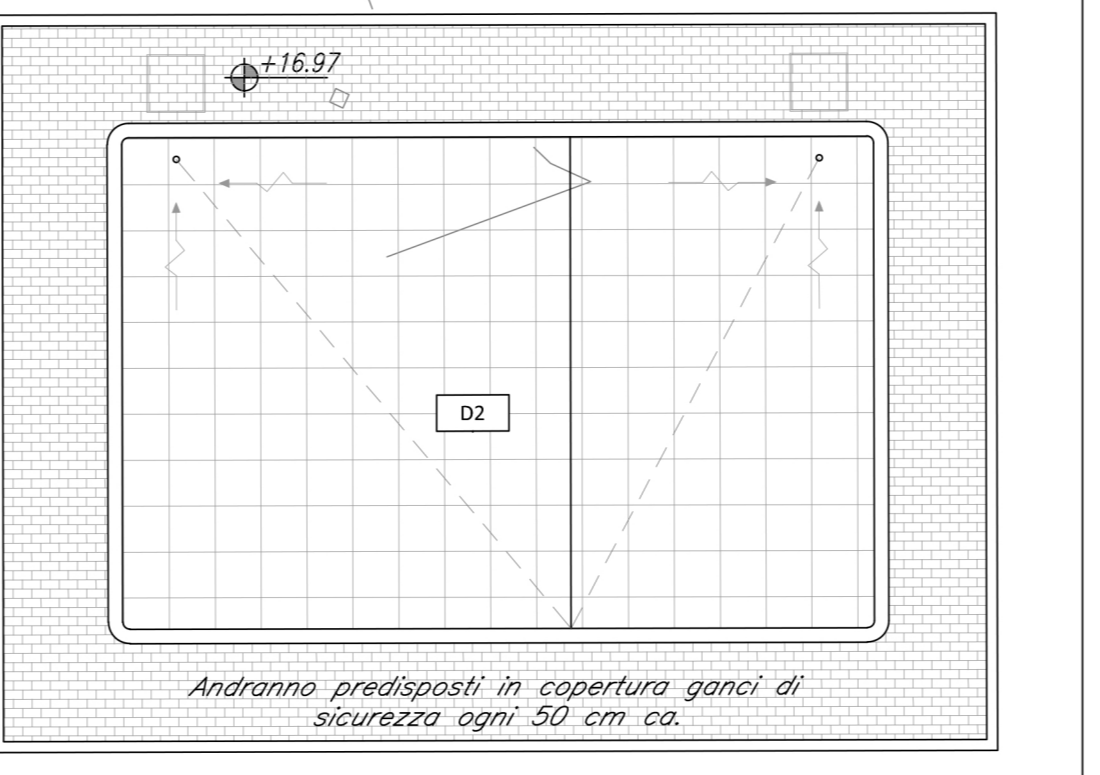 +16.97
D2
Andranno predisposti in copertura ganci di
sicurezza ogni 50 cm ca.